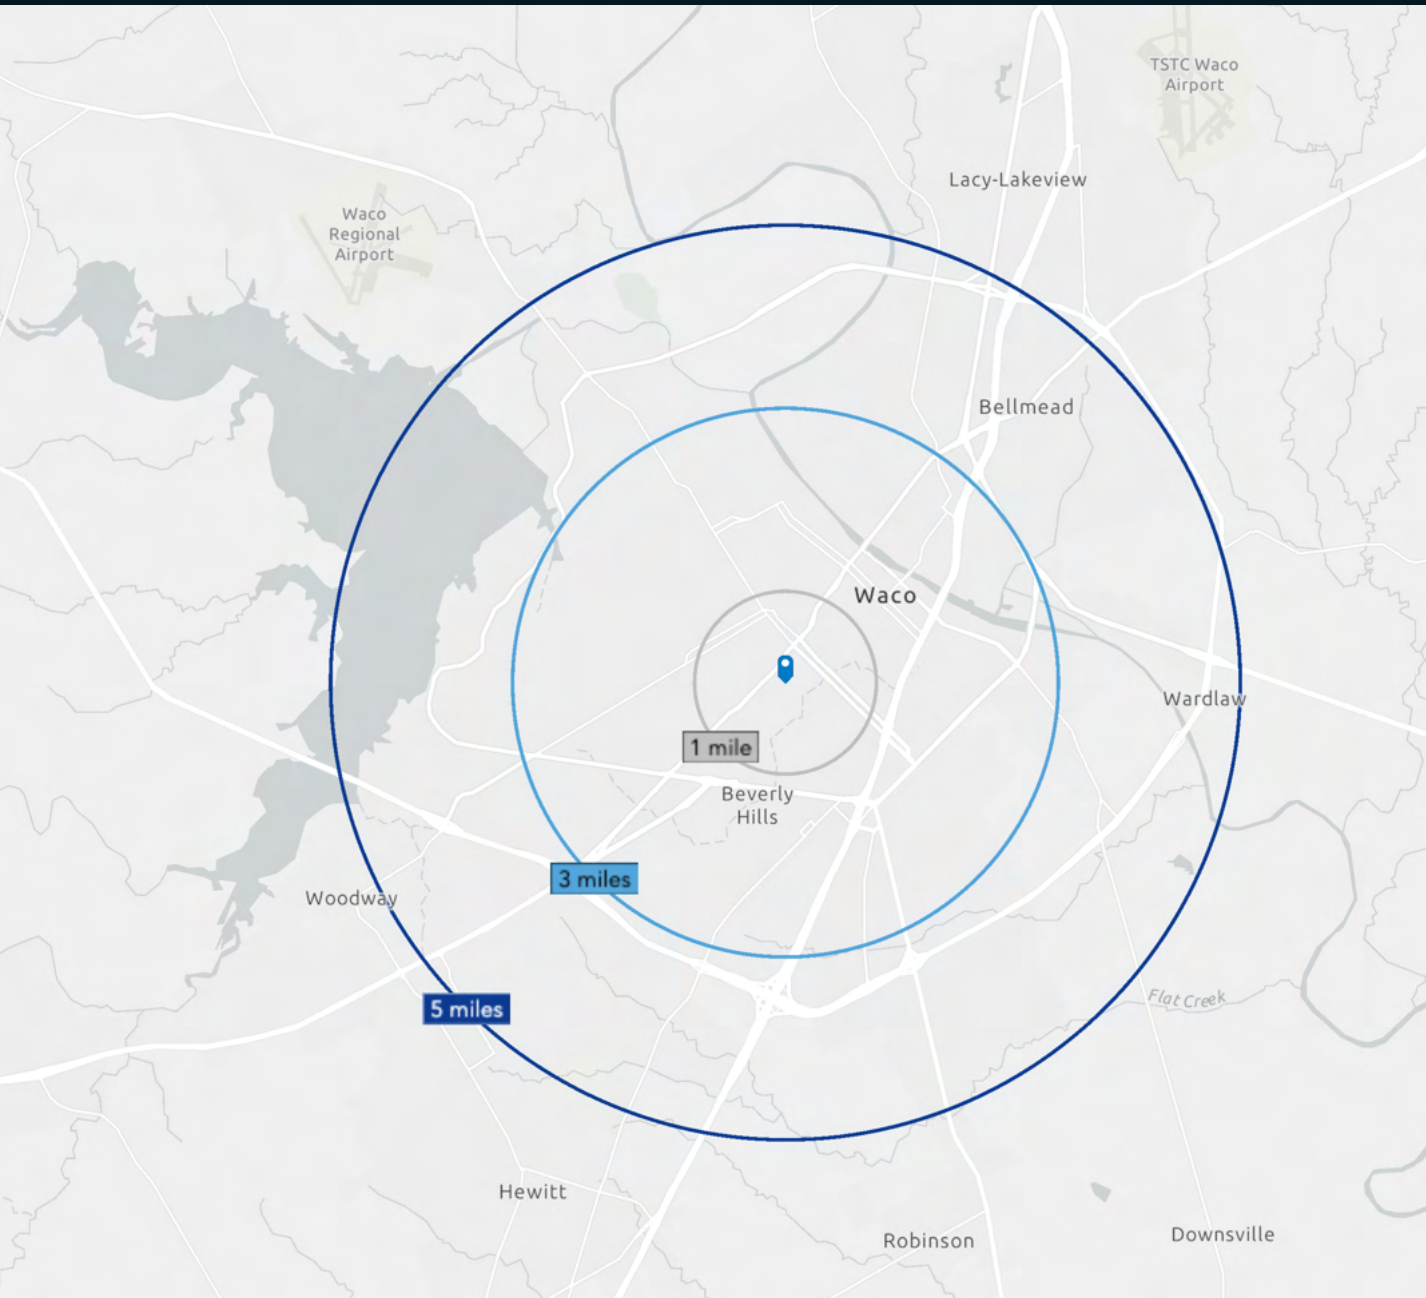 TSTC Waco
Airport
Lacy-Lakeview
Waco
Regional
Airport
Bellmead
Waco
Wardlaw
1 mile
Beverly
Hills
3 miles
Woodway
5 miles
Flat Creek
Hewitt
Robinson
Downsville